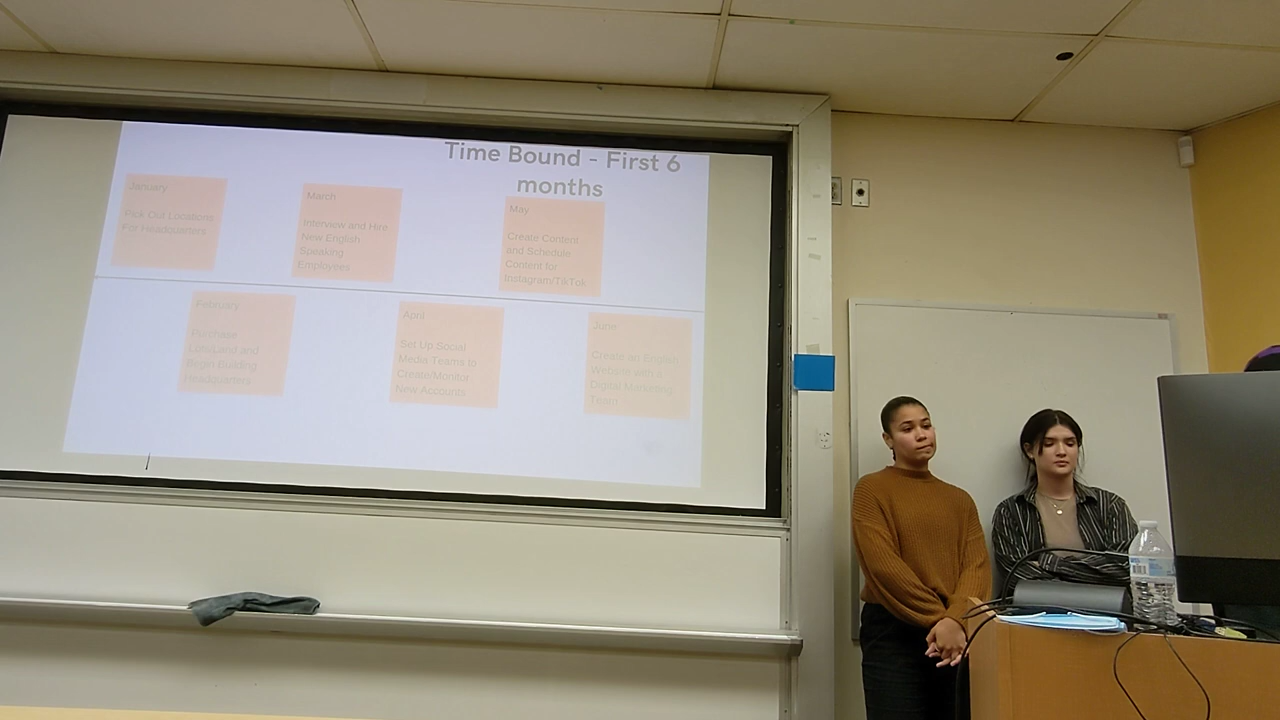 Time Bound - First 6
months
January
Pick Out Locations
For Headquarters
March
Interview and Hire
New English
Speaking
Employees
May
Create Content
and Schedule
Content for
Instagram/TikTok
February
Purchase
Land and
Begin Building
Headquarters
April
Set Up Social
Media Teams to
Create/Monitor
New Accounts
June
Create an English
Website with a
Digital Marketing
Team